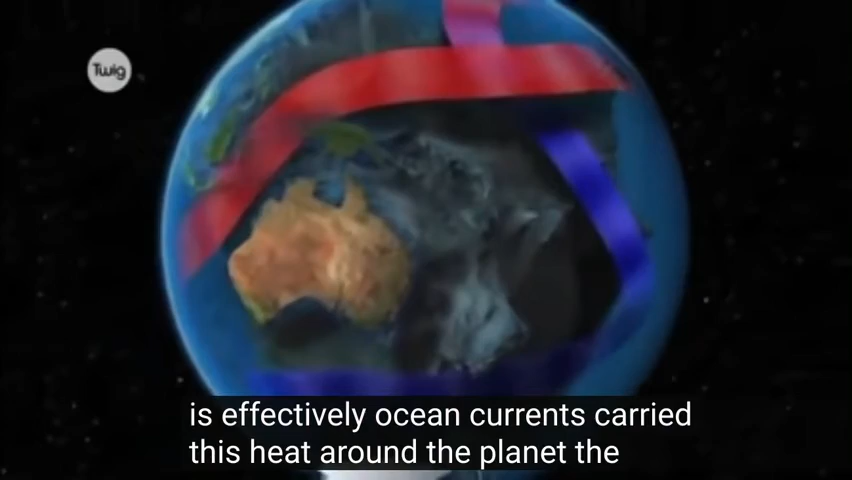 Twig
is effectively ocean currents carried
this heat around the planet the